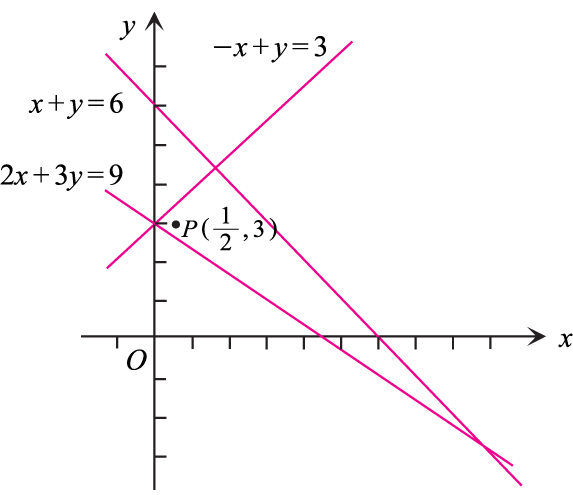 y
−x+y=3
x+y=6
2x+3y=9
P(1/2,3)
x
O